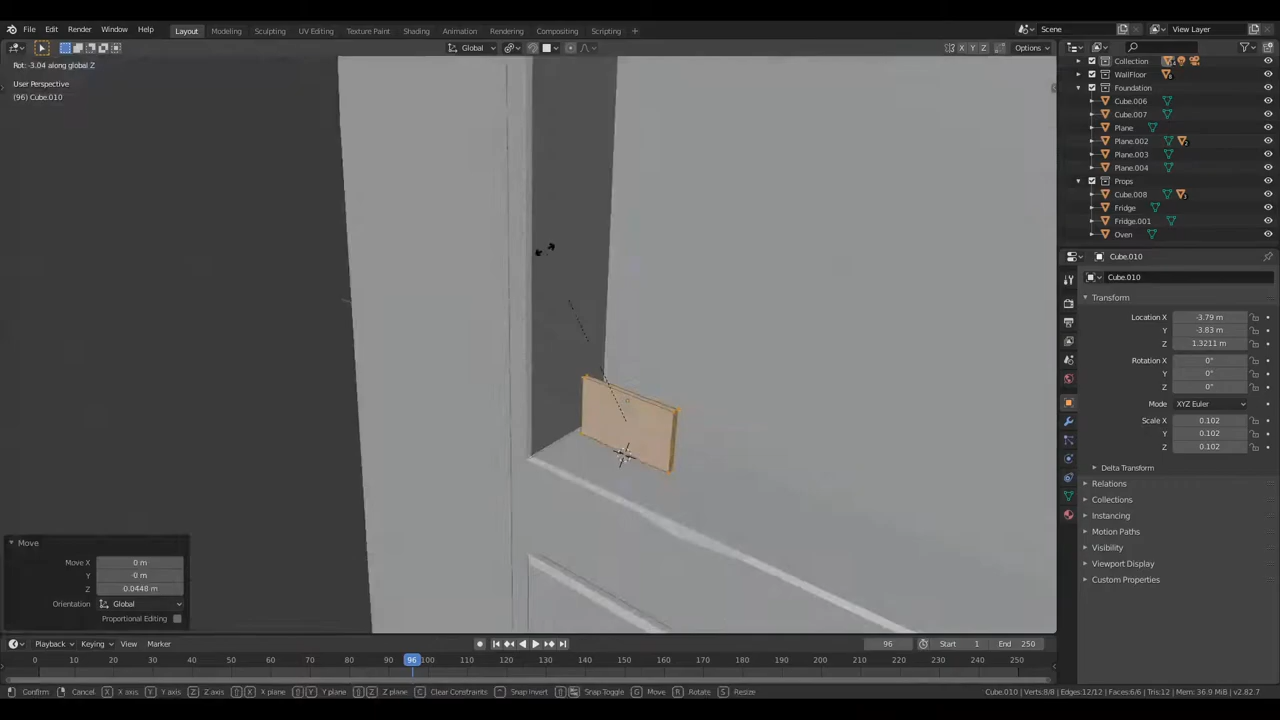 File Edit Render Window Help Layout Modeling Sculpting UV Editing Texture Paint Shading Animation Rendering Compositing Scripting + Scene View Layer
Global X Y Z Options
Rot: -3.04 along global Z
User Perspective
(96) Cube.010
Collection
WallFloor
Foundation
Cube.006
Cube.007
Plane
Plane.002
Plane.003
Plane.004
Props
Cube.008
Fridge
Fridge.001
Oven
Cube.010
Cube.010
Transform
Location X -3.79 m
Y -3.83 m
Z 1.3211 m
Rotation X 0°
Y 0°
Z 0°
Mode XYZ Euler
Scale X 0.102
Y 0.102
Z 0.102
Delta Transform
Relations
Collections
Instancing
Motion Paths
Visibility
Viewport Display
Custom Properties
Move
Move X 0 m
Y 0 m
Z 0.0448 m
Orientation Global
Proportional Editing
Playback Keying View Marker 96 Start 1 End 250
0 10 20 30 40 50 60 70 80 90 96 100 110 120 130 140 150 160 170 180 190 200 210 220 230 240 250
Confirm Cancel X X axis Y Y axis Z Z axis X X plane Y Y plane Z Z plane C Clear Constraints Snap Invert Snap Toggle G Move R Rotate S Resize Cube.010 | Verts:8/8 | Edges:12/12 | Faces:6/6 | Tris:12 | Mem: 36.9 MiB | v2.82.7